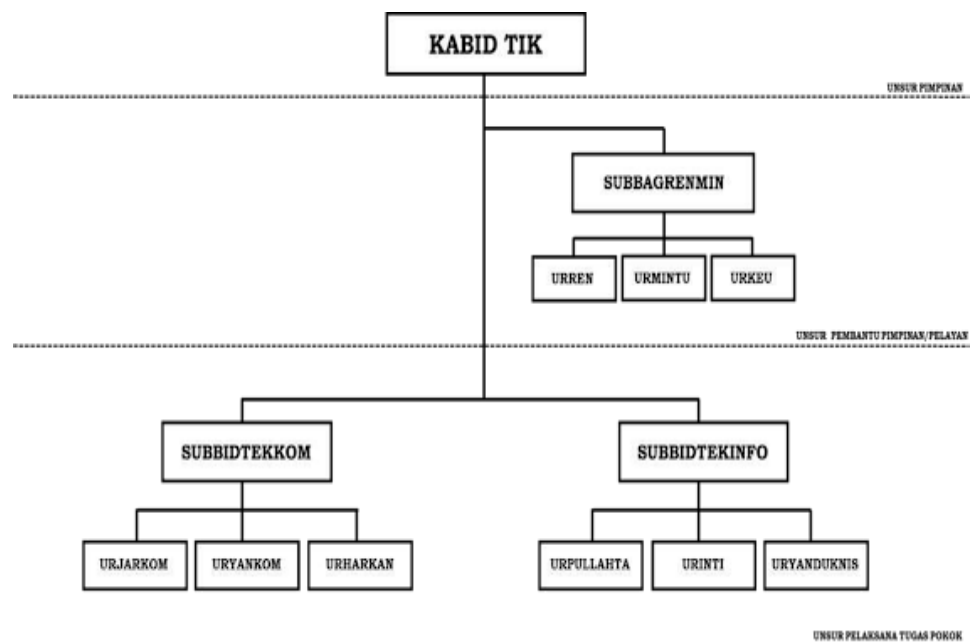 KABID TIK
UNSUR PIMPINAN
SUBBAGRENMIN
URREN
URMINTU
URKEU
UNSUR PEMBANTU PIMPINAN/PELAYAN
SUBBIDTEKKOM
SUBBIDTEKINFO
URJARKOM
URYANKOM
URHARKAN
URPULLAHTA
URINTI
URYANDUKNIS
UNSUR PELAKSANA TUGAS POKOK